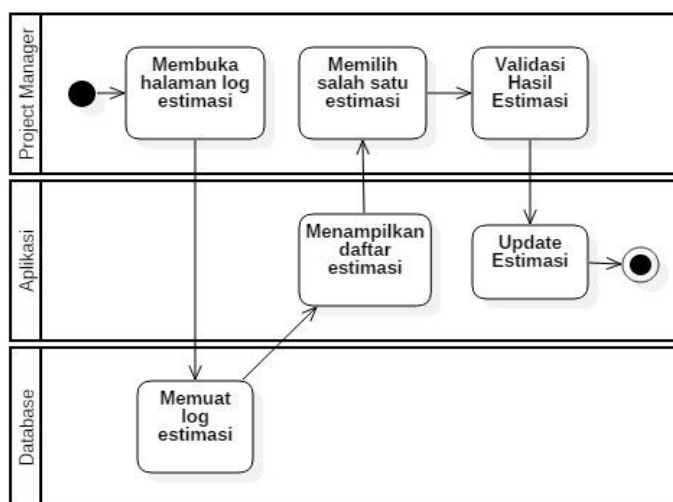 Project Manager
Membuka
halaman log
estimasi
Memilih
salah satu
estimasi
Validasi
Hasil
Estimasi
Aplikasi
Menampilkan
daftar
estimasi
Update
Estimasi
Database
Memuat
log
estimasi